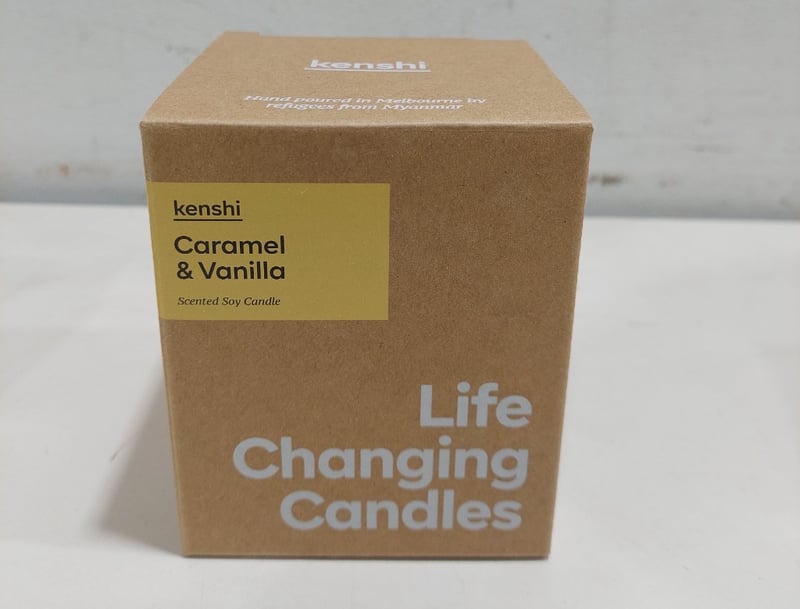 kenshi
Hand poured in Melbourne by
refugees from Myanmar
kenshi
Caramel
& Vanilla
Scented Soy Candle
Life
Changing
Candles